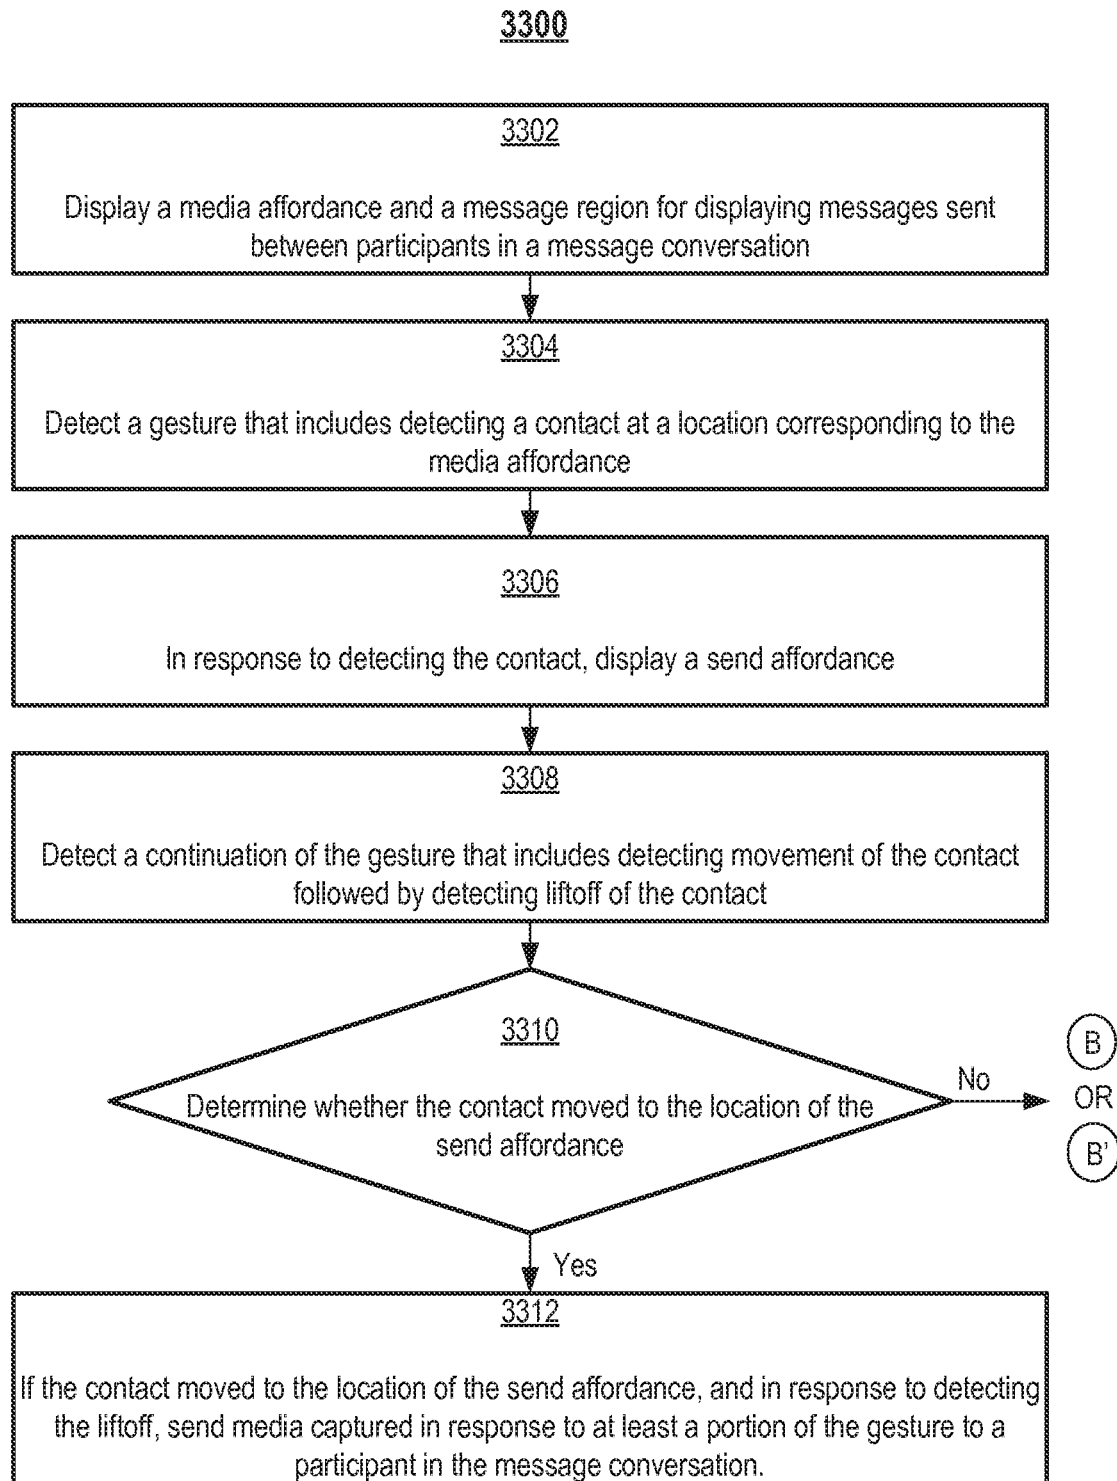 3300
3302
Display a media affordance and a message region for displaying messages sent
between participants in a message conversation
3304
Detect a gesture that includes detecting a contact at a location corresponding to the
media affordance
3306
In response to detecting the contact, display a send affordance
3308
Detect a continuation of the gesture that includes detecting movement of the contact
followed by detecting liftoff of the contact
3310
Determine whether the contact moved to the location of the
send affordance
No
B
OR
B'
Yes
3312
If the contact moved to the location of the send affordance, and in response to detecting
the liftoff, send media captured in response to at least a portion of the gesture to a
participant in the message conversation.